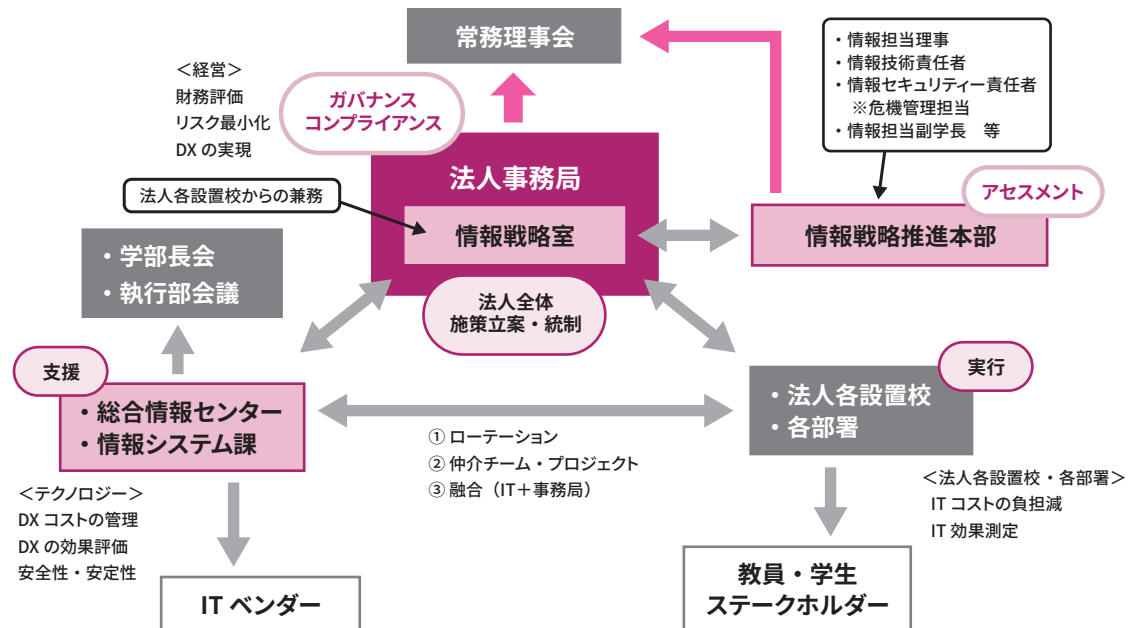 常務理事会
・情報担当理事
・情報技術責任者
・情報セキュリティー責任者
※危機管理担当
・情報担当副学長　等
＜経営＞
財務評価
リスク最小化
DX の実現
ガバナンス
コンプライアンス
法人事務局
アセスメント
法人各設置校からの兼務
情報戦略室
情報戦略推進本部
・学部長会
・執行部会議
法人全体
施策立案・統制
支援
・総合情報センター
・情報システム課
実行
・法人各設置校
・各部署
① ローテーション
② 仲介チーム・プロジェクト
③ 融合（IT＋事務局）
＜テクノロジー＞
DX コストの管理
DX の効果評価
安全性・安定性
＜法人各設置校・各部署＞
IT コストの負担減
IT 効果測定
IT ベンダー
教員・学生
ステークホルダー